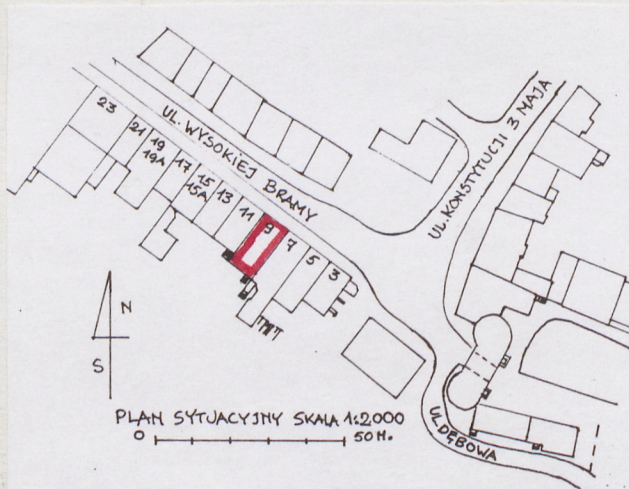 UL. WYSOKIEJ BRAMY
UL. KONSTYTUCJI 3 MAJA
23
21
19
19A
17
15
15A
13
11
9
7
5
3
N
S
PLAN SYTUACYJNY SKALA 1:2000
0 50 M.
UL. DĘBOWA